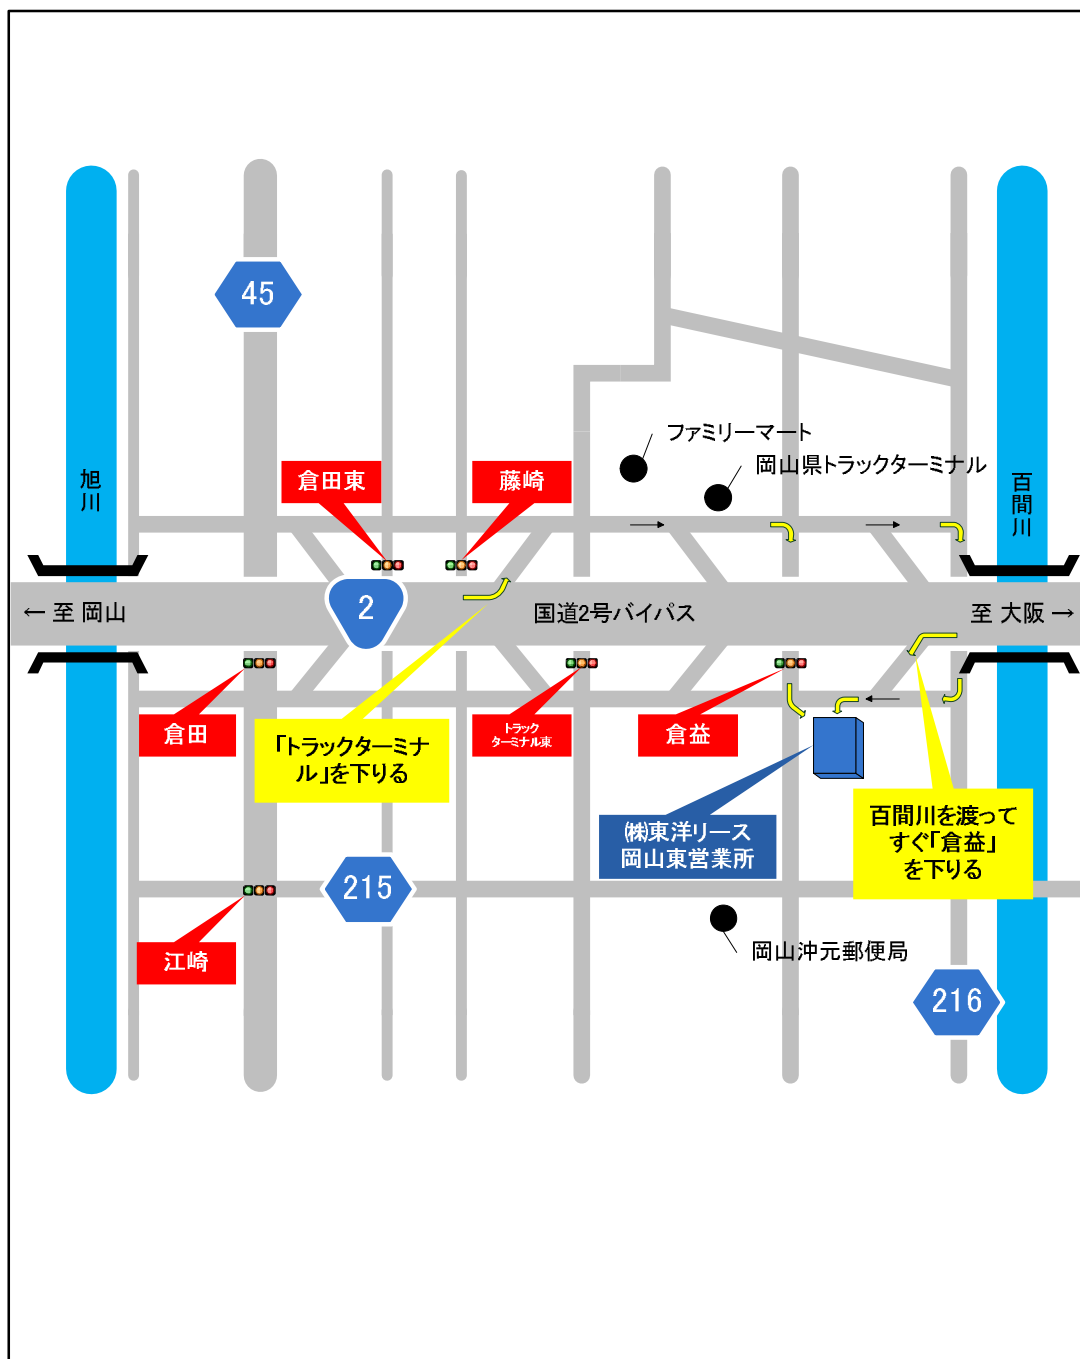 45
ファミリーマート
岡山県トラックターミナル
倉田東
藤崎
旭川
百間川
← 至 岡山
2
国道2号バイパス
至 大阪 →
倉田
「トラックターミナ
ル」を下りる
トラック
ターミナル東
倉益
㈱東洋リース
岡山東営業所
百間川を渡って
すぐ「倉益」
を下りる
215
江崎
岡山沖元郵便局
216